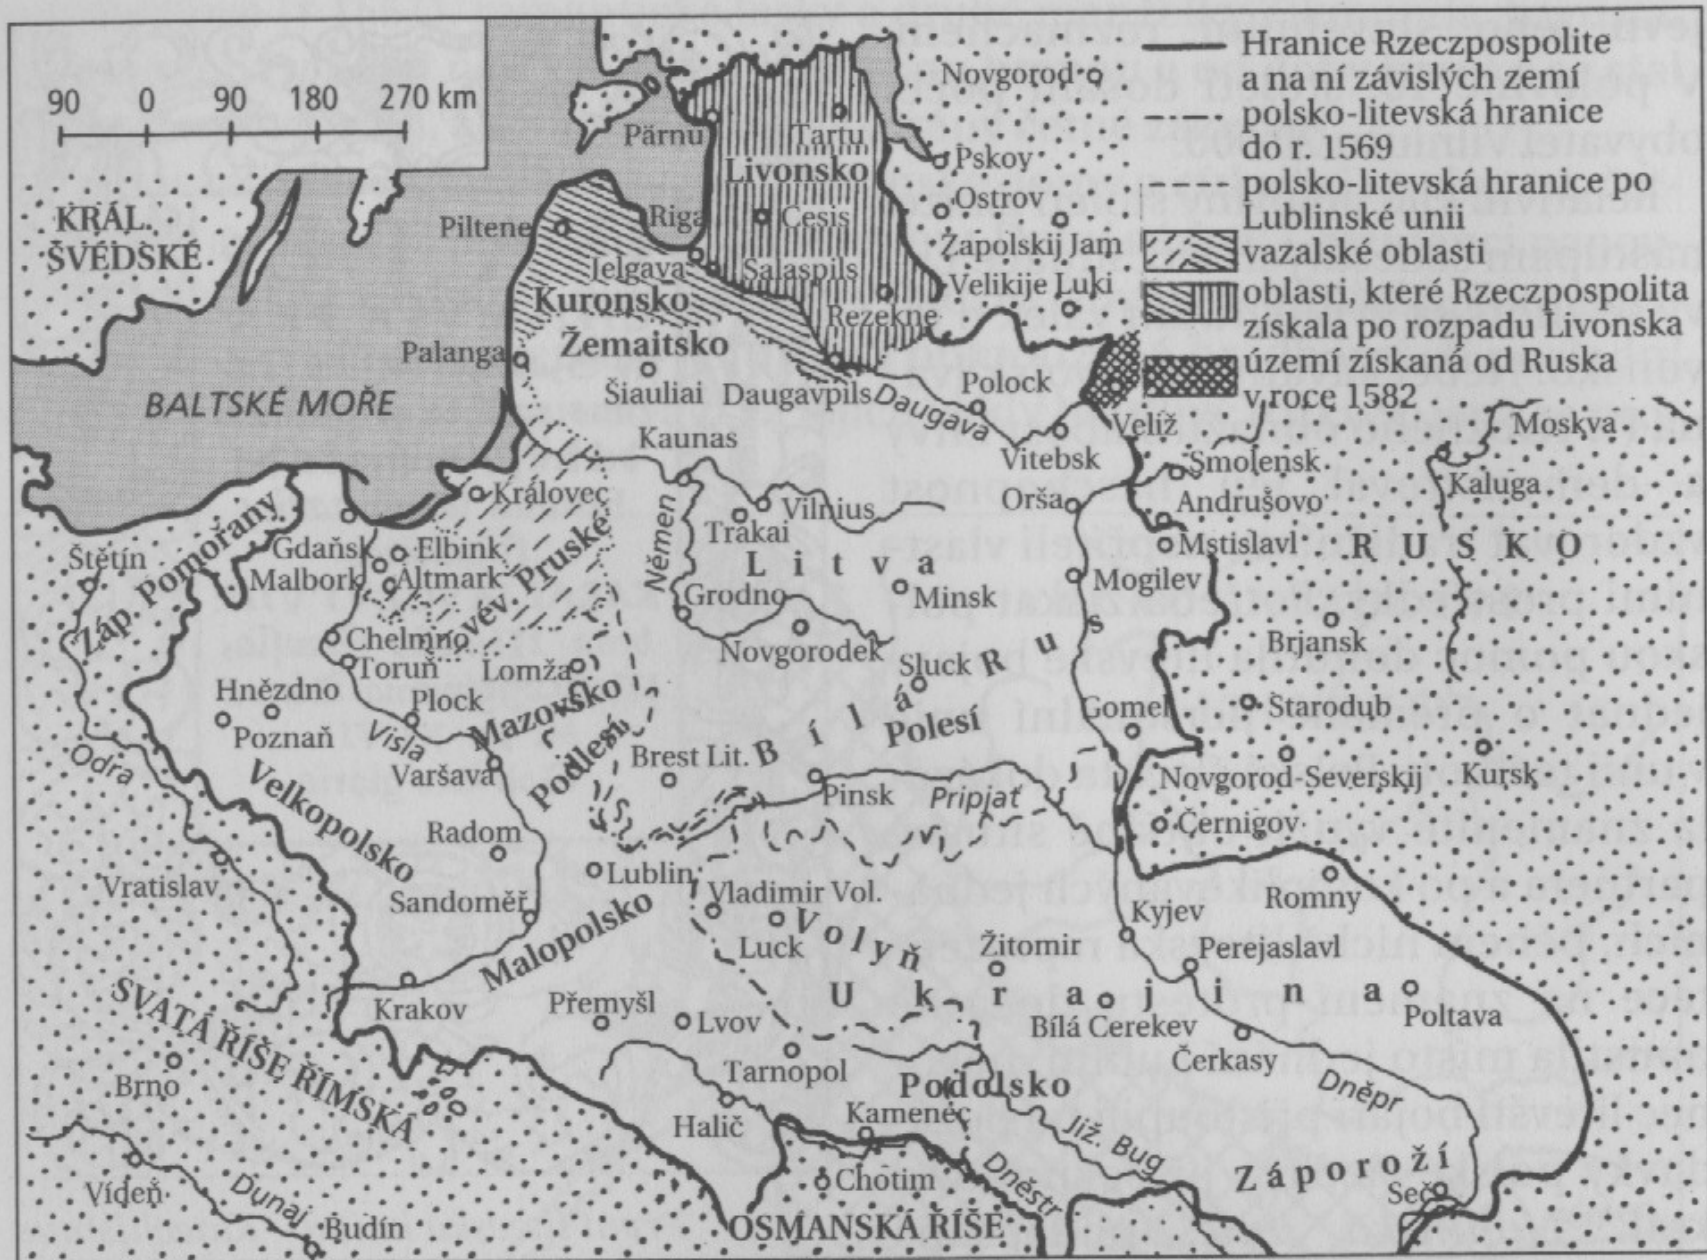 90 0 90 180 270 km
Hranice Rzeczpospolite
a na ní závislých zemí
polsko-litevská hranice
do r. 1569
polsko-litevská hranice po
Lublinské unii
vazalské oblasti
oblasti, které Rzeczpospolita
získala po rozpadu Livonska
území získaná od Ruska
v roce 1582
Novgorod
Pärnu
Tartu
Pskov
Livonsko
Ostrov
KRÁL.
ŠVÉDSKÉ
Piltene
Riga
Cesis
Zapolskij Jam
Jelgava
Salaspils
Velikije Luki
Kuronsko
Rezekne
Palanga
Žemaitsko
Šiauliai
Daugavpils
Daugava
Polock
BALTSKÉ MOŘE
Veliž
Moskva
Kaunas
Vitebsk
Smolensk
Královec
Němen
Vilnius
Trakai
Orša
Andrušovo
Kaluga
Štětín
Záp. Pomořany
Gdaňsk
Elbink
Malbork
Altmark
Litva
Mstislavl
RUSKO
Mogilev
Grodno
Minsk
Chelmno
Toruň
Lomža
Novgorodek
Sluck
Brjansk
Hnězdno
Plock
Mazovsko
Bílá Rus
Polesí
Gomel
Starodub
Poznaň
Visla
Varšava
Podlesí
Brest Lit.
Odra
Velkopolsko
Pinsk
Pripjať
Novgorod-Severskij
Kursk
Radom
Černigov
Vratislav
Lublin
Sandoměř
Vladimir Vol.
Romny
Malopolsko
Luck
Volyň
Žitomir
Kyjev
Perejaslavl
SVATÁ ŘÍŠE ŘÍMSKÁ
Krakov
Přemyšl
Lvov
Ukrajina
Bílá Cerekev
Poltava
Brno
Tarnopol
Čerkasy
Podolsko
Dněpr
Halič
Kamenec
Již. Bug
Vídeň
Dunaj
Budín
Chotim
Dněstr
Záporoží
Seč
OSMANSKÁ ŘÍŠE